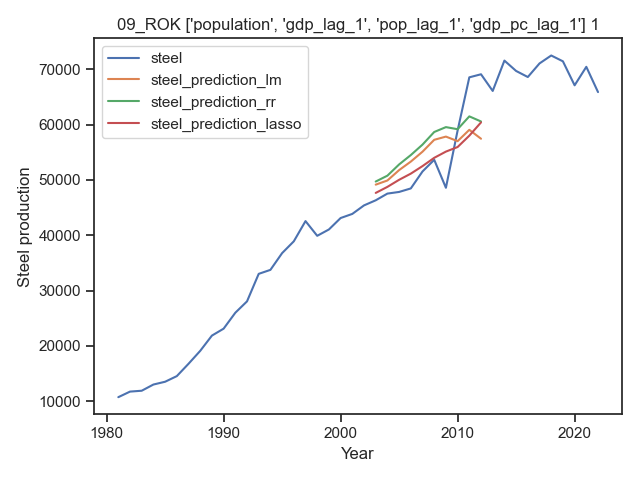 09_ROK ['population', 'gdp_lag_1', 'pop_lag_1', 'gdp_pc_lag_1'] 1
steel
steel_prediction_lm
steel_prediction_rr
steel_prediction_lasso
Steel production
70000
60000
50000
40000
30000
20000
10000
1980 1990 2000 2010 2020
Year